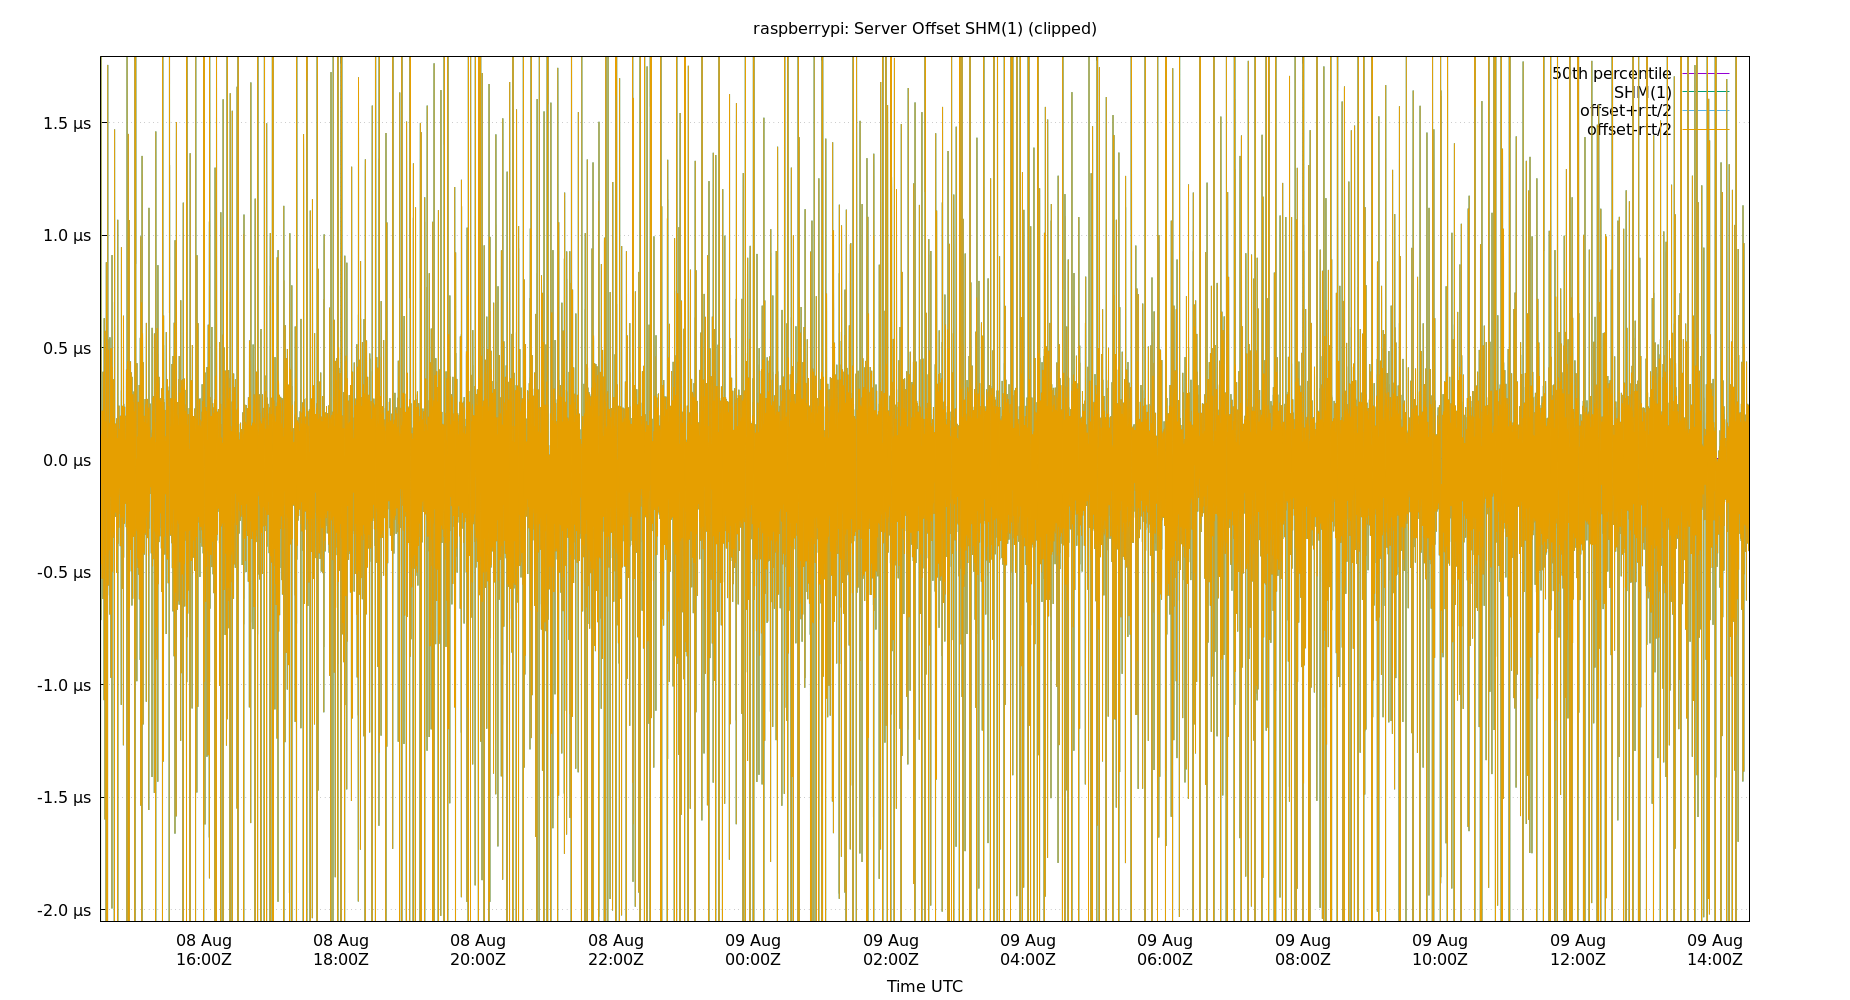 raspberrypi: Server Offset SHM(1) (clipped)
50th percentile
SHM(1)
offset+rtt/2
offset-rtt/2
1.5 µs
1.0 µs
0.5 µs
0.0 µs
-0.5 µs
-1.0 µs
-1.5 µs
-2.0 µs
08 Aug 08 Aug 08 Aug 08 Aug 09 Aug 09 Aug 09 Aug 09 Aug 09 Aug 09 Aug 09 Aug 09 Aug
16:00Z 18:00Z 20:00Z 22:00Z 00:00Z 02:00Z 04:00Z 06:00Z 08:00Z 10:00Z 12:00Z 14:00Z
Time UTC